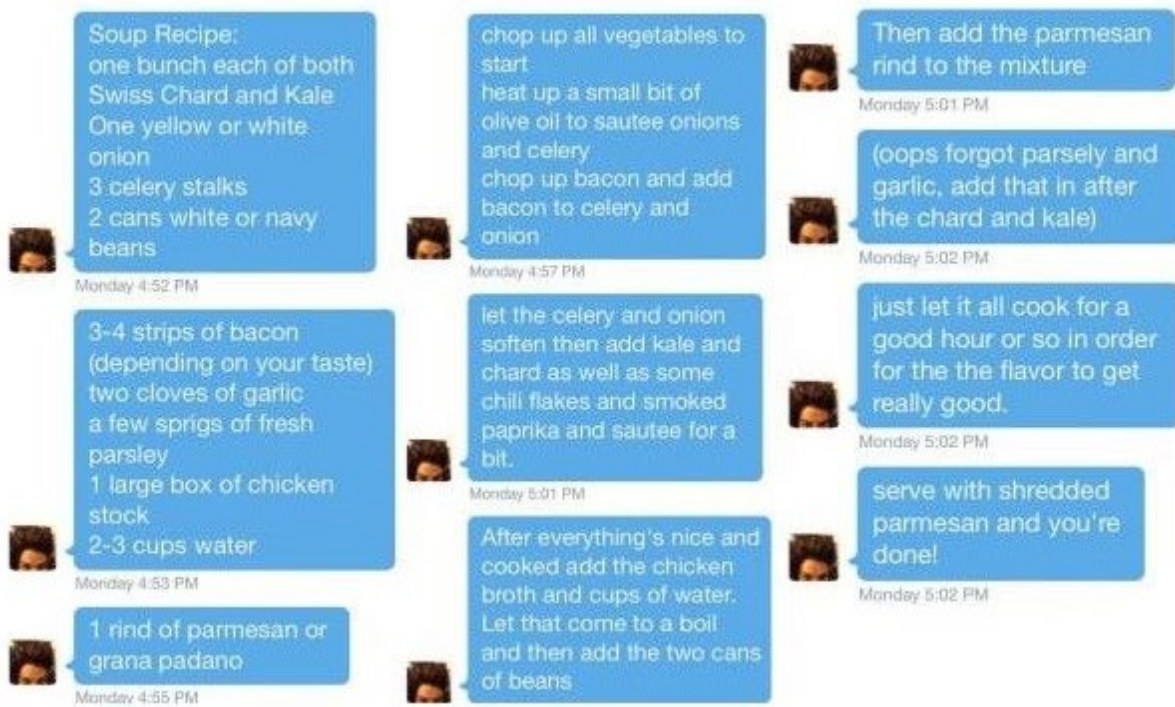 Soup Recipe:
one bunch each of both
Swiss Chard and Kale
One yellow or white
onion
3 celery stalks
2 cans white or navy
beans
Monday 4:52 PM
3-4 strips of bacon
(depending on your taste)
two cloves of garlic
a few sprigs of fresh
parsley
1 large box of chicken
stock
2-3 cups water
Monday 4:53 PM
1 rind of parmesan or
grana padano
Monday 4:55 PM
chop up all vegetables to
start
heat up a small bit of
olive oil to sautee onions
and celery
chop up bacon and add
bacon to celery and
onion
Monday 4:57 PM
let the celery and onion
soften then add kale and
chard as well as some
chili flakes and smoked
paprika and sautee for a
bit.
Monday 5:01 PM
After everything's nice and
cooked add the chicken
broth and cups of water.
Let that come to a boil
and then add the two cans
of beans
Then add the parmesan
rind to the mixture
Monday 5:01 PM
(oops forgot parsely and
garlic, add that in after
the chard and kale)
Monday 5:02 PM
just let it all cook for a
good hour or so in order
for the the flavor to get
really good.
Monday 5:02 PM
serve with shredded
parmesan and you're
done!
Monday 5:02 PM